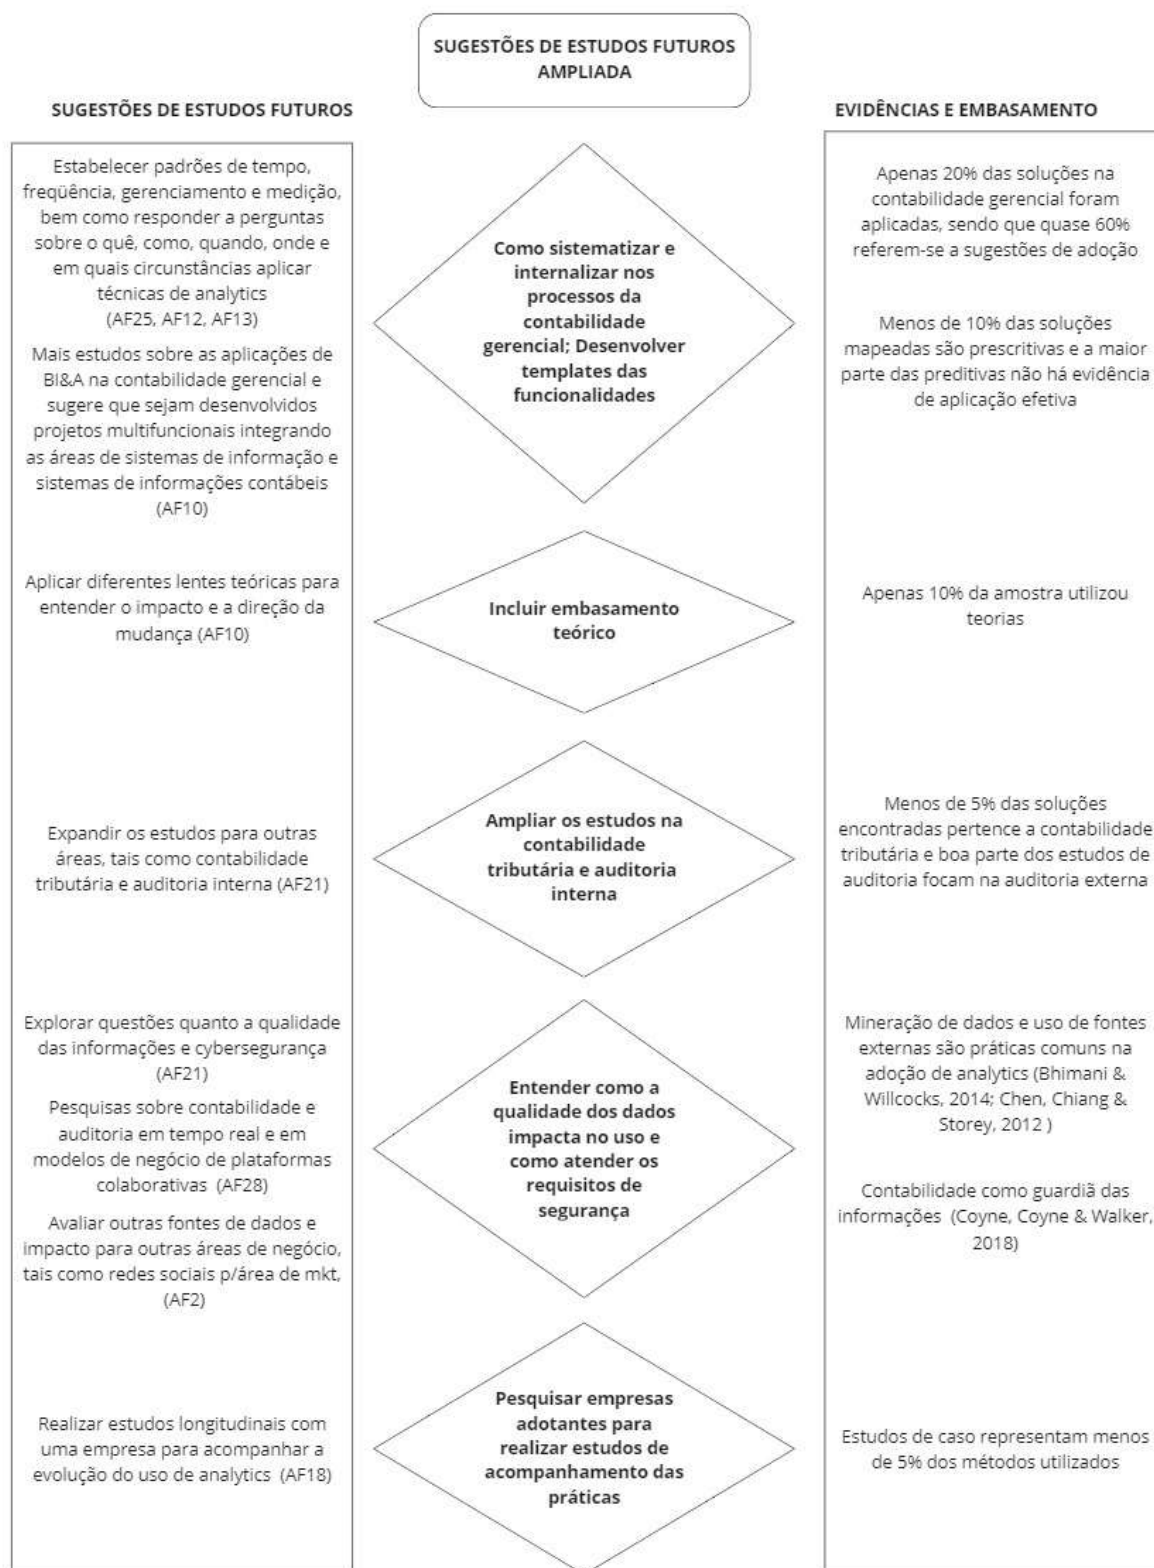 SUGESTÕES DE ESTUDOS FUTUROS
AMPLIADA
SUGESTÕES DE ESTUDOS FUTUROS
Estabelecer padrões de tempo,
freqüência, gerenciamento e medição,
bem como responder a perguntas
sobre o quê, como, quando, onde e
em quais circunstâncias aplicar
técnicas de analytics
(AF25, AF12, AF13)
Mais estudos sobre as aplicações de
BI&A na contabilidade gerencial e
sugere que sejam desenvolvidos
projetos multifuncionais integrando
as áreas de sistemas de informação e
sistemas de informações contábeis
(AF10)
Aplicar diferentes lentes teóricas para
entender o impacto e a direção da
mudança (AF10)
Expandir os estudos para outras
áreas, tais como contabilidade
tributária e auditoria interna (AF21)
Explorar questões quanto a qualidade
das informações e cybersegurança
(AF21)
Pesquisas sobre contabilidade e
auditoria em tempo real e em
modelos de negócio de plataformas
colaborativas (AF28)
Avaliar outras fontes de dados e
impacto para outras áreas de negócio,
tais como redes sociais p/área de mkt,
(AF2)
Realizar estudos longitudinais com
uma empresa para acompanhar a
evolução do uso de analytics (AF18)
Como sistematizar e
internalizar nos
processos da
contabilidade
gerencial; Desenvolver
templates das
funcionalidades
Incluir embasamento
teórico
Ampliar os estudos na
contabilidade
tributária e auditoria
interna
Entender como a
qualidade dos dados
impacta no uso e
como atender os
requisitos de
segurança
Pesquisar empresas
adotantes para
realizar estudos de
acompanhamento das
práticas
EVIDÊNCIAS E EMBASAMENTO
Apenas 20% das soluções na
contabilidade gerencial foram
aplicadas, sendo que quase 60%
referem-se a sugestões de adoção
Menos de 10% das soluções
mapeadas são prescritivas e a maior
parte das preditivas não há evidência
de aplicação efetiva
Apenas 10% da amostra utilizou
teorias
Menos de 5% das soluções
encontradas pertence a contabilidade
tributária e boa parte dos estudos de
auditoria focam na auditoria externa
Mineração de dados e uso de fontes
externas são práticas comuns na
adoção de analytics (Bhimani &
Willcocks, 2014; Chen, Chiang &
Storey, 2012 )
Contabilidade como guardiã das
informações (Coyne, Coyne & Walker,
2018)
Estudos de caso representam menos
de 5% dos métodos utilizados